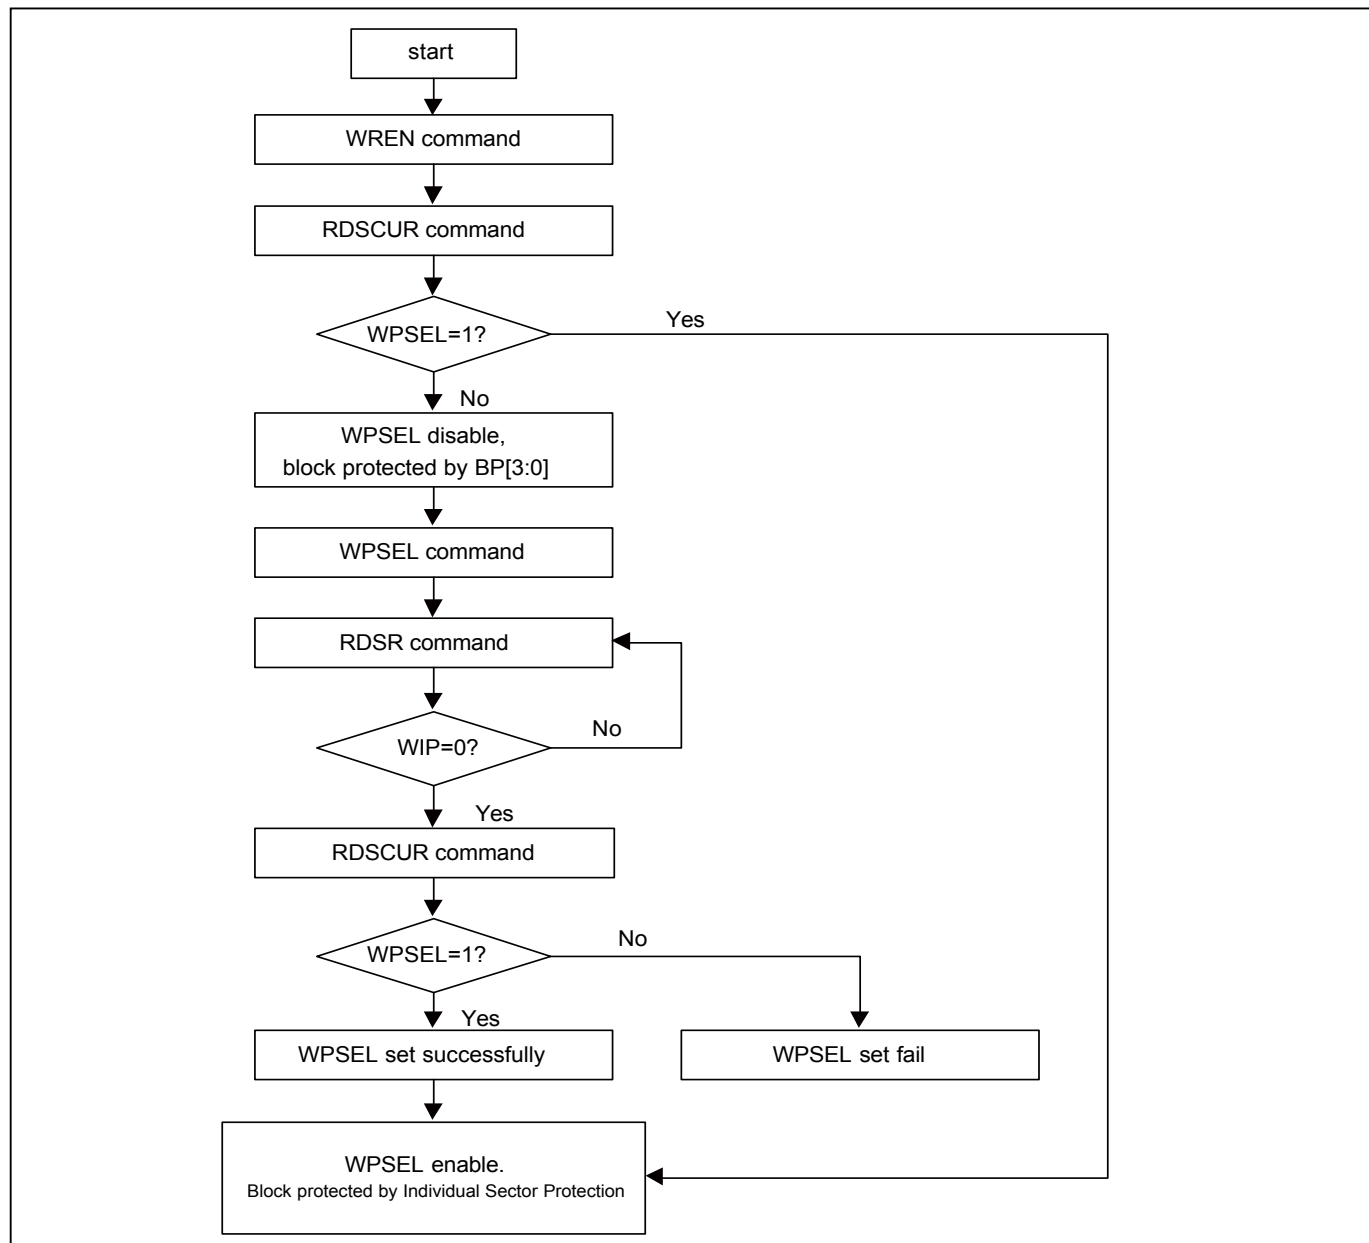 start
WREN command
RDSCUR command
WPSEL=1?
Yes
No
WPSEL disable,
block protected by BP[3:0]
WPSEL command
RDSR command
WIP=0?
No
Yes
RDSCUR command
WPSEL=1?
No
Yes
WPSEL set successfully
WPSEL set fail
WPSEL enable.
Block protected by Individual Sector Protection